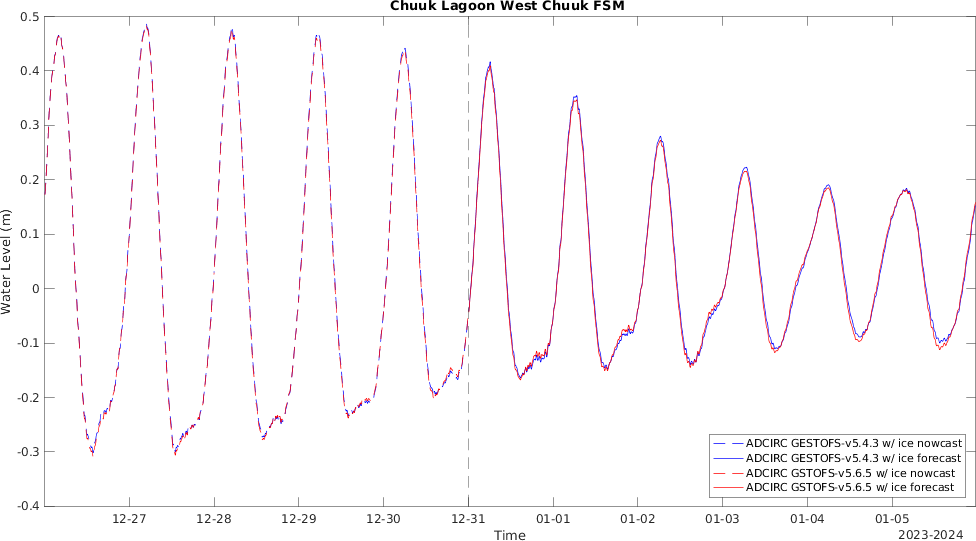 Chuuk Lagoon West Chuuk FSM
0.5
0.4
0.3
0.2
0.1
0
-0.1
-0.2
-0.3
-0.4
Water Level (m)
12-27 12-28 12-29 12-30 12-31 01-01 01-02 01-03 01-04 01-05
Time
2023-2024
ADCIRC GESTOFS-v5.4.3 w/ ice nowcast
ADCIRC GESTOFS-v5.4.3 w/ ice forecast
ADCIRC GSTOFS-v5.6.5 w/ ice nowcast
ADCIRC GSTOFS-v5.6.5 w/ ice forecast